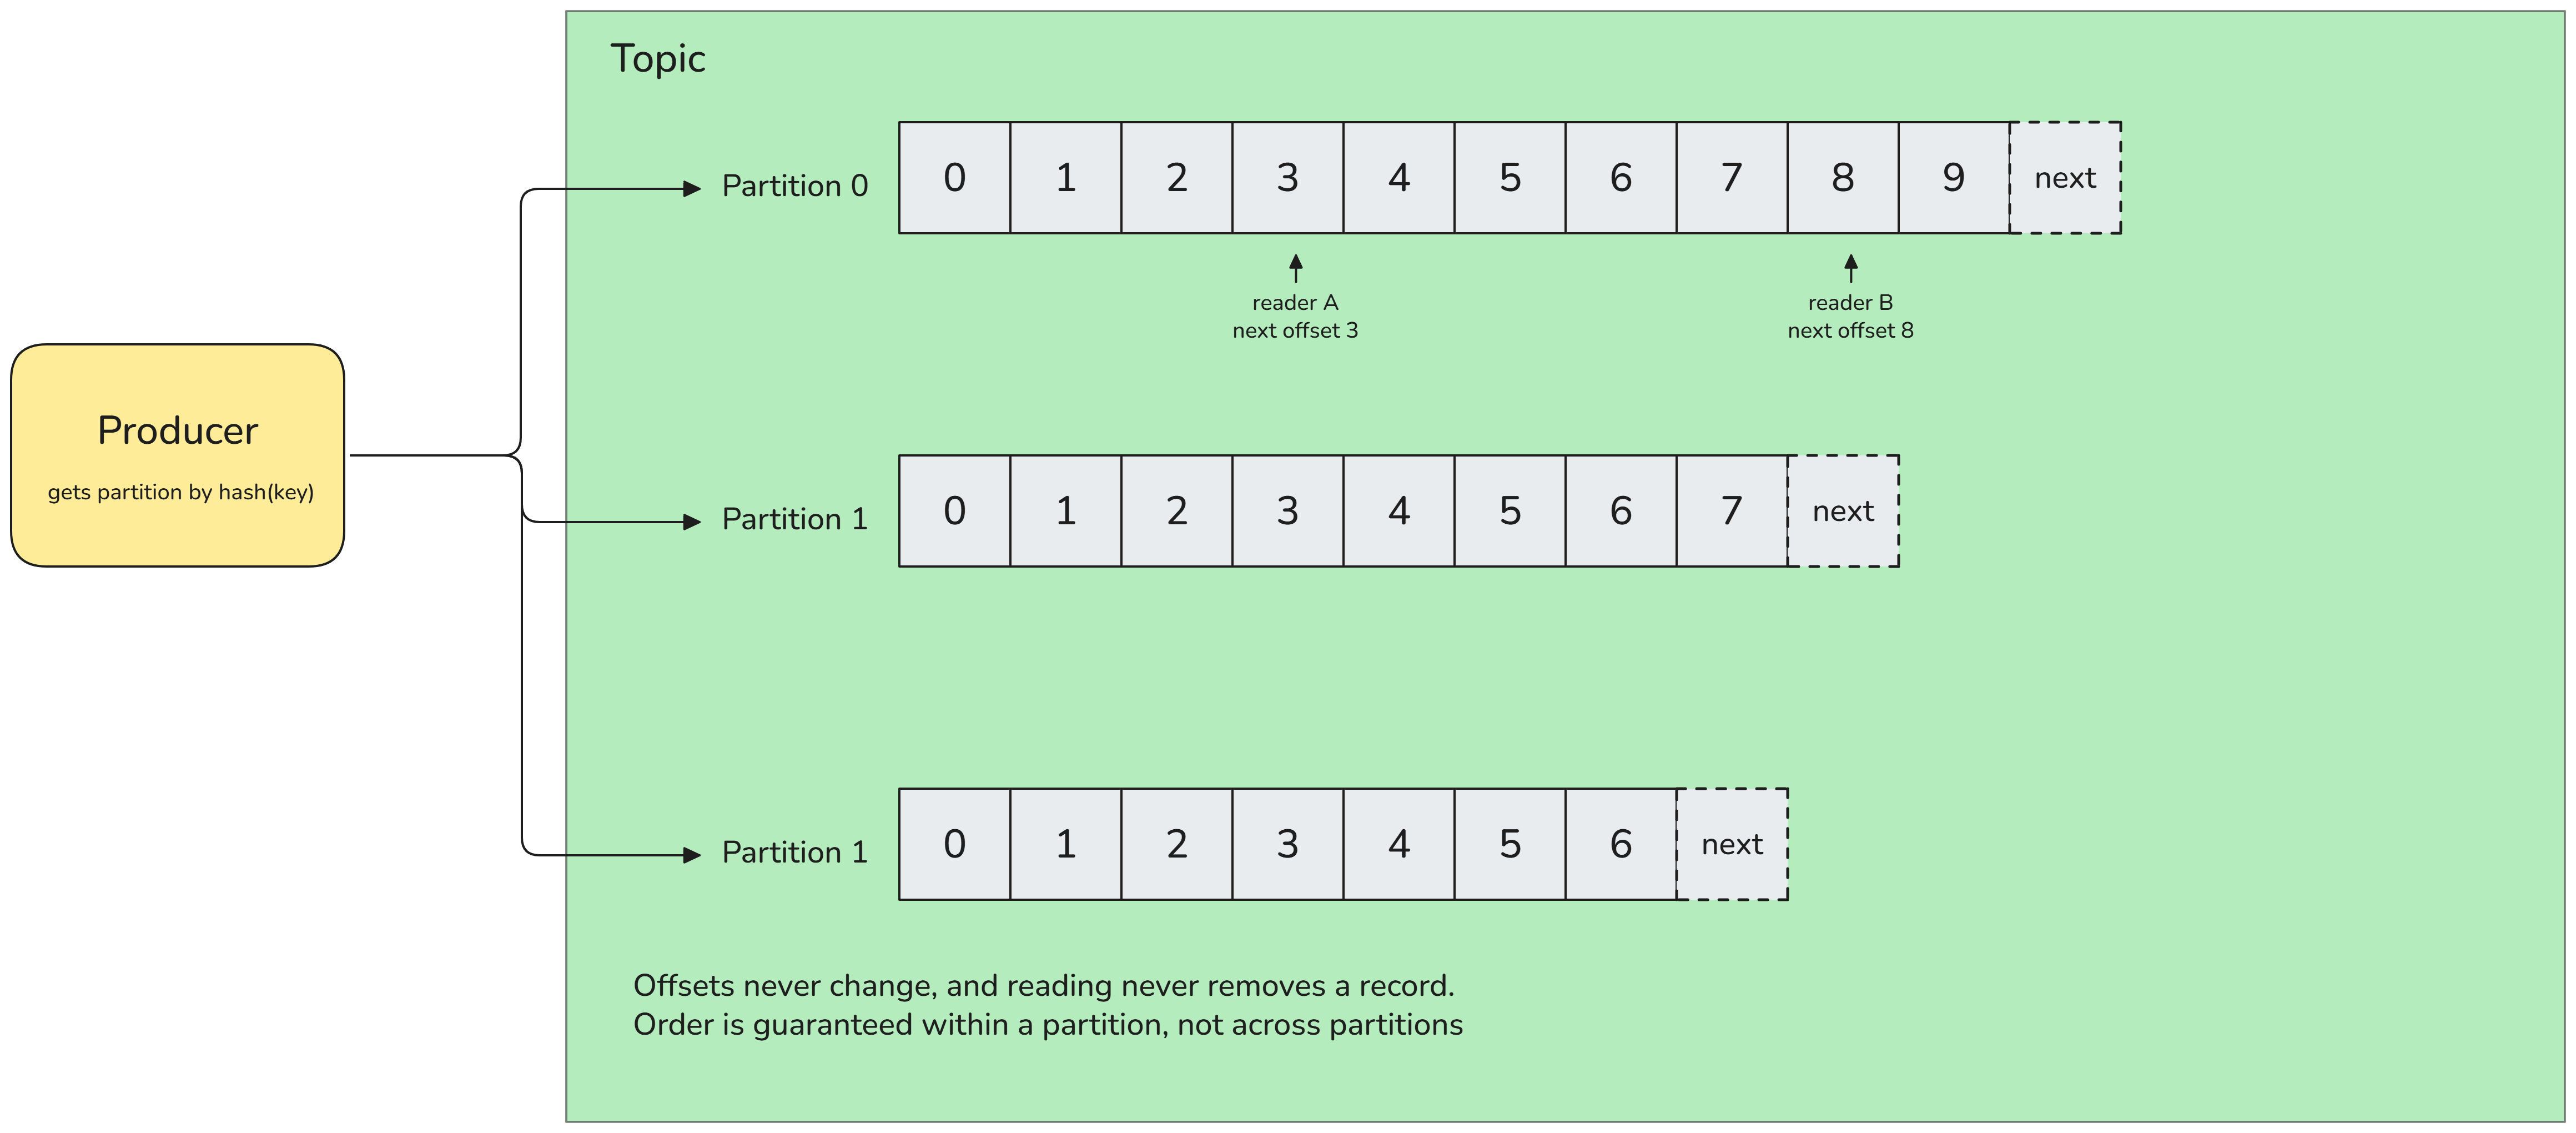 Topic
Partition 0
0 1 2 3 4 5 6 7 8 9 next
reader A
next offset 3
reader B
next offset 8
Producer
gets partition by hash(key)
Partition 1
0 1 2 3 4 5 6 7 next
Partition 1
0 1 2 3 4 5 6 next
Offsets never change, and reading never removes a record.
Order is guaranteed within a partition, not across partitions